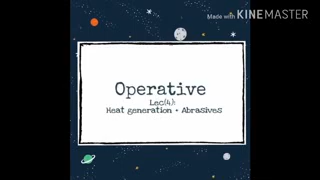 Made with KINEMASTER
Operative
Lec(4):
Heat generation + Abrasives